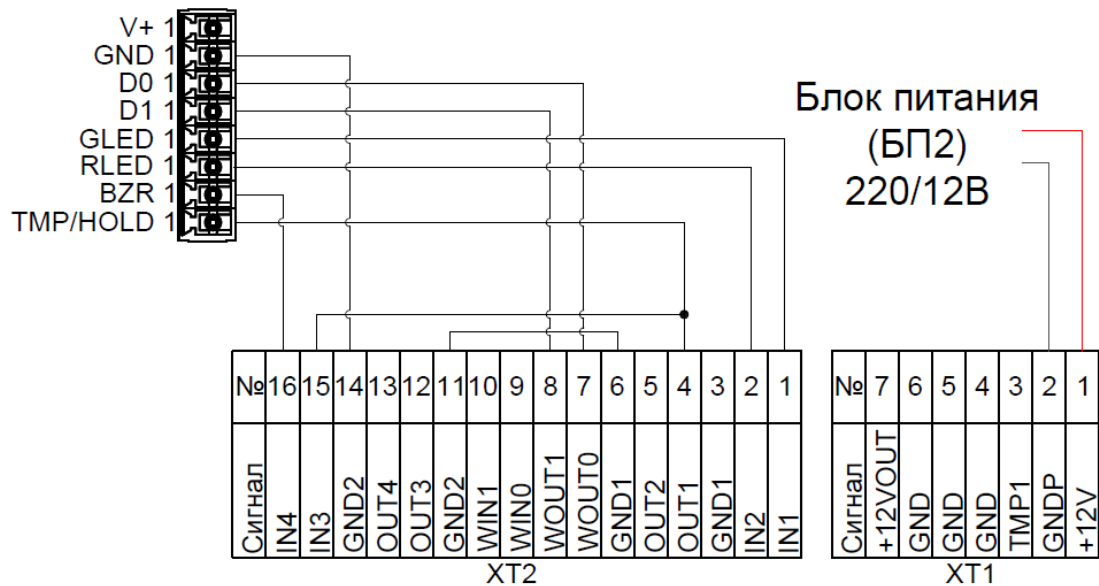 V+ 1
GND 1
D0 1
D1 1
GLED 1
RLED 1
BZR 1
TMP/HOLD 1
Блок питания
(БП2)
220/12В
№ 16 15 14 13 12 11 10 9 8 7 6 5 4 3 2 1
Сигнал IN4 IN3 GND2 OUT4 OUT3 GND2 WIN1 WIN0 WOUT1 WOUT0 GND1 OUT2 OUT1 GND1 IN2 IN1
XT2
№ 7 6 5 4 3 2 1
Сигнал +12VOUT GND GND GND TMP1 GNDP +12V
XT1